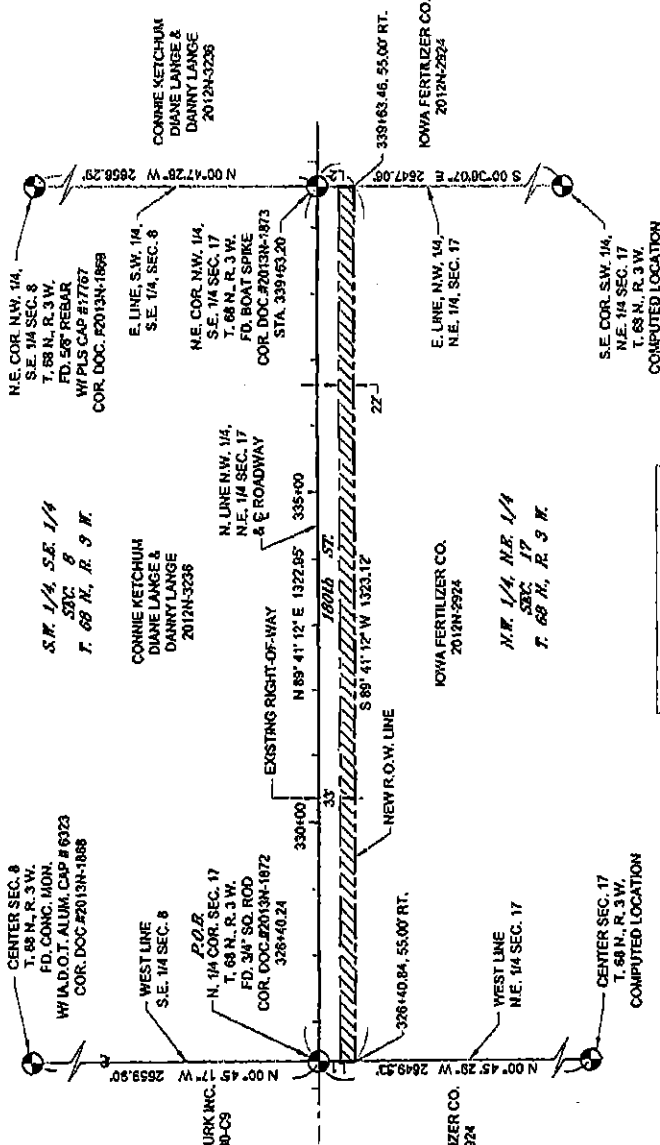 CENTER SEC. 8
T. 68 N., R. 3 W.
FD. CONC. MON.
W/ IA.D.O.T. ALUM. CAP # 6323
COR. DOC.#2013N-1868
S.W. 1/4, S.E. 1/4
SEC. 8
T. 68 N., R. 3 W.
N.E. COR. N.W. 1/4,
S.E. 1/4 SEC. 8
T. 68 N., R. 3 W.
FD. 5/8" REBAR
W/ PLS CAP #17767
COR. DOC. #2013N-1869
CONNIE KETCHUM
DIANE LANGE &
DANNY LANGE
2012N-3236
WEST LINE
S.E. 1/4 SEC. 8
N 00° 45' 17" W 2659.90'
CONNIE KETCHUM
DIANE LANGE &
DANNY LANGE
2012N-3236
E. LINE, S.W. 1/4,
S.E. 1/4, SEC. 8
N 00°47'28" W 2656.29'
URK INC.
P.O.B.
N. 1/4 COR. SEC. 17
T. 68 N., R. 3 W.
FD. 3/4" SQ. ROD
COR. DOC.#2013N-1872
326+40.24
EXISTING RIGHT-OF-WAY
N. LINE N.W. 1/4,
N.E. 1/4 SEC. 17
& ℄ ROADWAY
N.E. COR. N.W. 1/4,
S.E. 1/4 SEC. 17
T. 68 N., R. 3 W.
FD. BOAT SPIKE
COR. DOC.#2013N-1873
STA. 339+63.20
330+00
N 89° 41' 12" E 1322.95'
335+00
180th ST.
L1
33'
L2
S 89° 41' 12" W 1323.12'
22'
326+40.84, 55.00' RT.
NEW R.O.W. LINE
339+63.46, 55.00' RT.
IZER CO.
924
N 00° 45' 29" W 2649.93'
WEST LINE
N.E. 1/4 SEC. 17
IOWA FERTILIZER CO.
2012N-2924
E. LINE, N.W. 1/4,
N.E. 1/4, SEC. 17
S 00°38'07" E 2647.06'
IOWA FERTILIZER CO.
2012N-2924
CENTER SEC. 17
T. 68 N., R. 3 W.
COMPUTED LOCATION
N.W. 1/4, N.E. 1/4
SEC. 17
T. 68 N., R. 3 W.
S.E. COR. S.W. 1/4,
N.E. 1/4 SEC. 17
T. 68 N., R. 3 W.
COMPUTED LOCATION